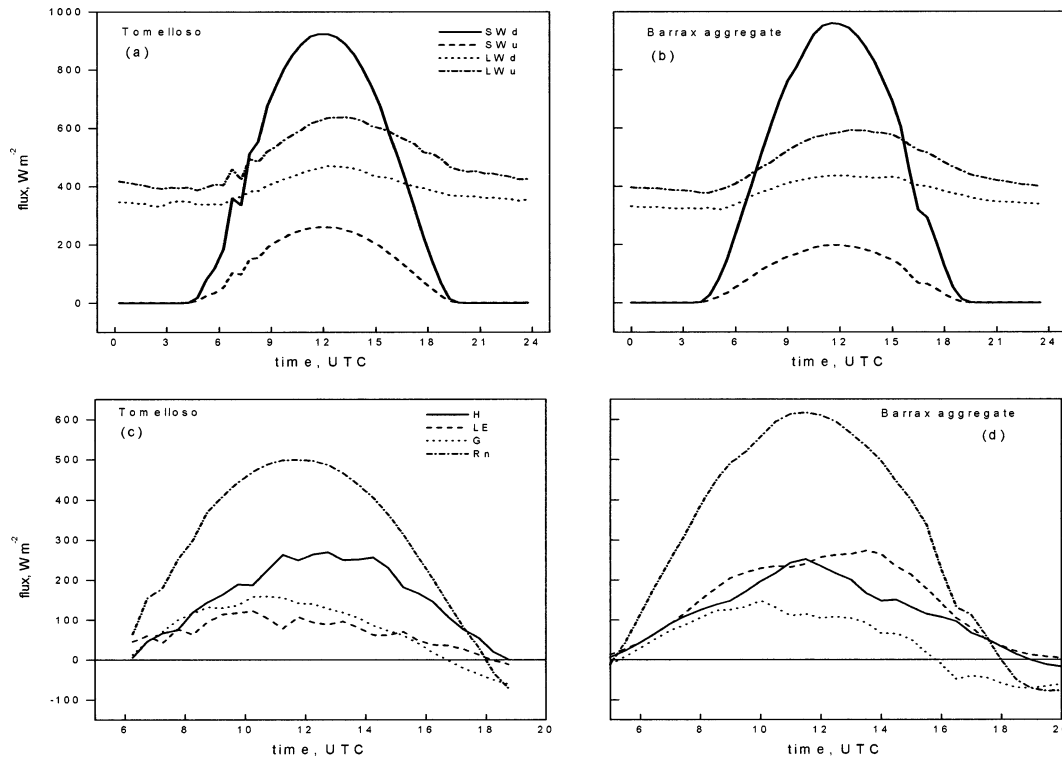 Tomelloso
(a)
SWd
SWu
LWd
LWu
1000
800
600
400
200
0
flux, Wm-2
0 3 6 9 12 15 18 21 24
time, UTC
Barrax aggregate
(b)
0 3 6 9 12 15 18 21 24
time, UTC
Tomelloso
(c)
H
LE
G
Rn
600
500
400
300
200
100
0
-100
flux, Wm-2
6 8 10 12 14 16 18 20
time, UTC
Barrax aggregate
(d)
6 8 10 12 14 16 18
time, UTC